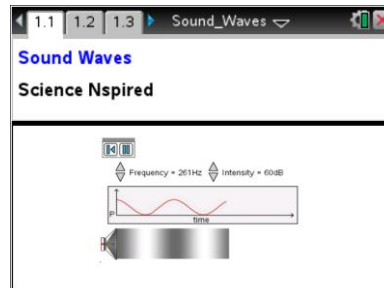 1.1 1.2 1.3 Sound_Waves
Sound Waves
Science Nspired
Frequency = 261Hz Intensity = 60dB
P
time